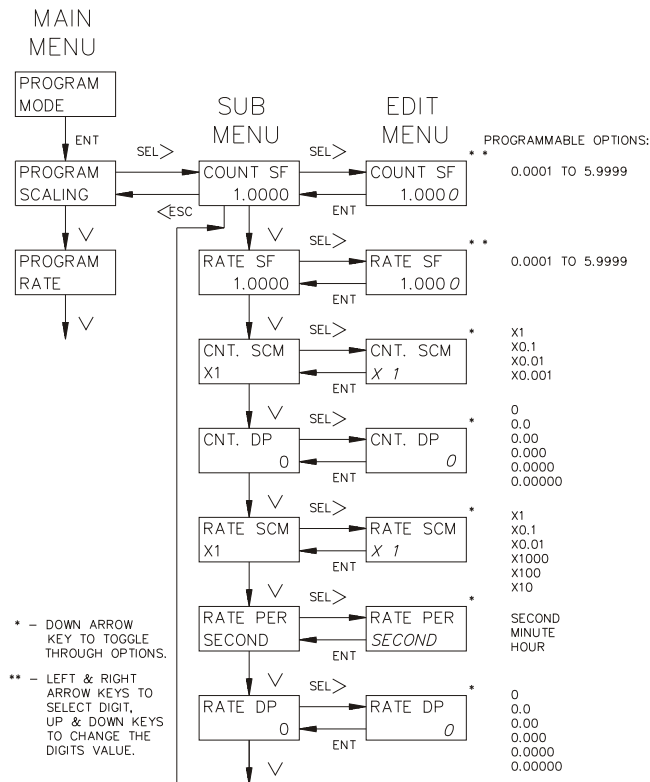 MAIN
MENU
PROGRAM
MODE
ENT
SUB
MENU
EDIT
MENU
PROGRAMMABLE OPTIONS:
PROGRAM
SCALING
SEL>
COUNT SF
1.0000
SEL>
COUNT SF
1.0000
* *
0.0001 TO 5.9999
<ESC
ENT
V
PROGRAM
RATE
V
V
SEL>
RATE SF
1.0000
RATE SF
1.0000
* *
0.0001 TO 5.9999
ENT
V
SEL>
CNT. SCM
X1
CNT. SCM
X 1
*
X1
X0.1
X0.01
X0.001
ENT
V
SEL>
CNT. DP
0
CNT. DP
0
*
0
0.0
0.00
0.000
0.0000
0.00000
ENT
V
SEL>
RATE SCM
X1
RATE SCM
X 1
*
X1
X0.1
X0.01
X1000
X100
X10
ENT
V
SEL>
RATE PER
SECOND
RATE PER
SECOND
*
SECOND
MINUTE
HOUR
ENT
V
SEL>
RATE DP
0
RATE DP
0
*
0
0.0
0.00
0.000
0.0000
0.00000
ENT
V
* – DOWN ARROW
KEY TO TOGGLE
THROUGH OPTIONS.
** – LEFT & RIGHT
ARROW KEYS TO
SELECT DIGIT,
UP & DOWN KEYS
TO CHANGE THE
DIGITS VALUE.